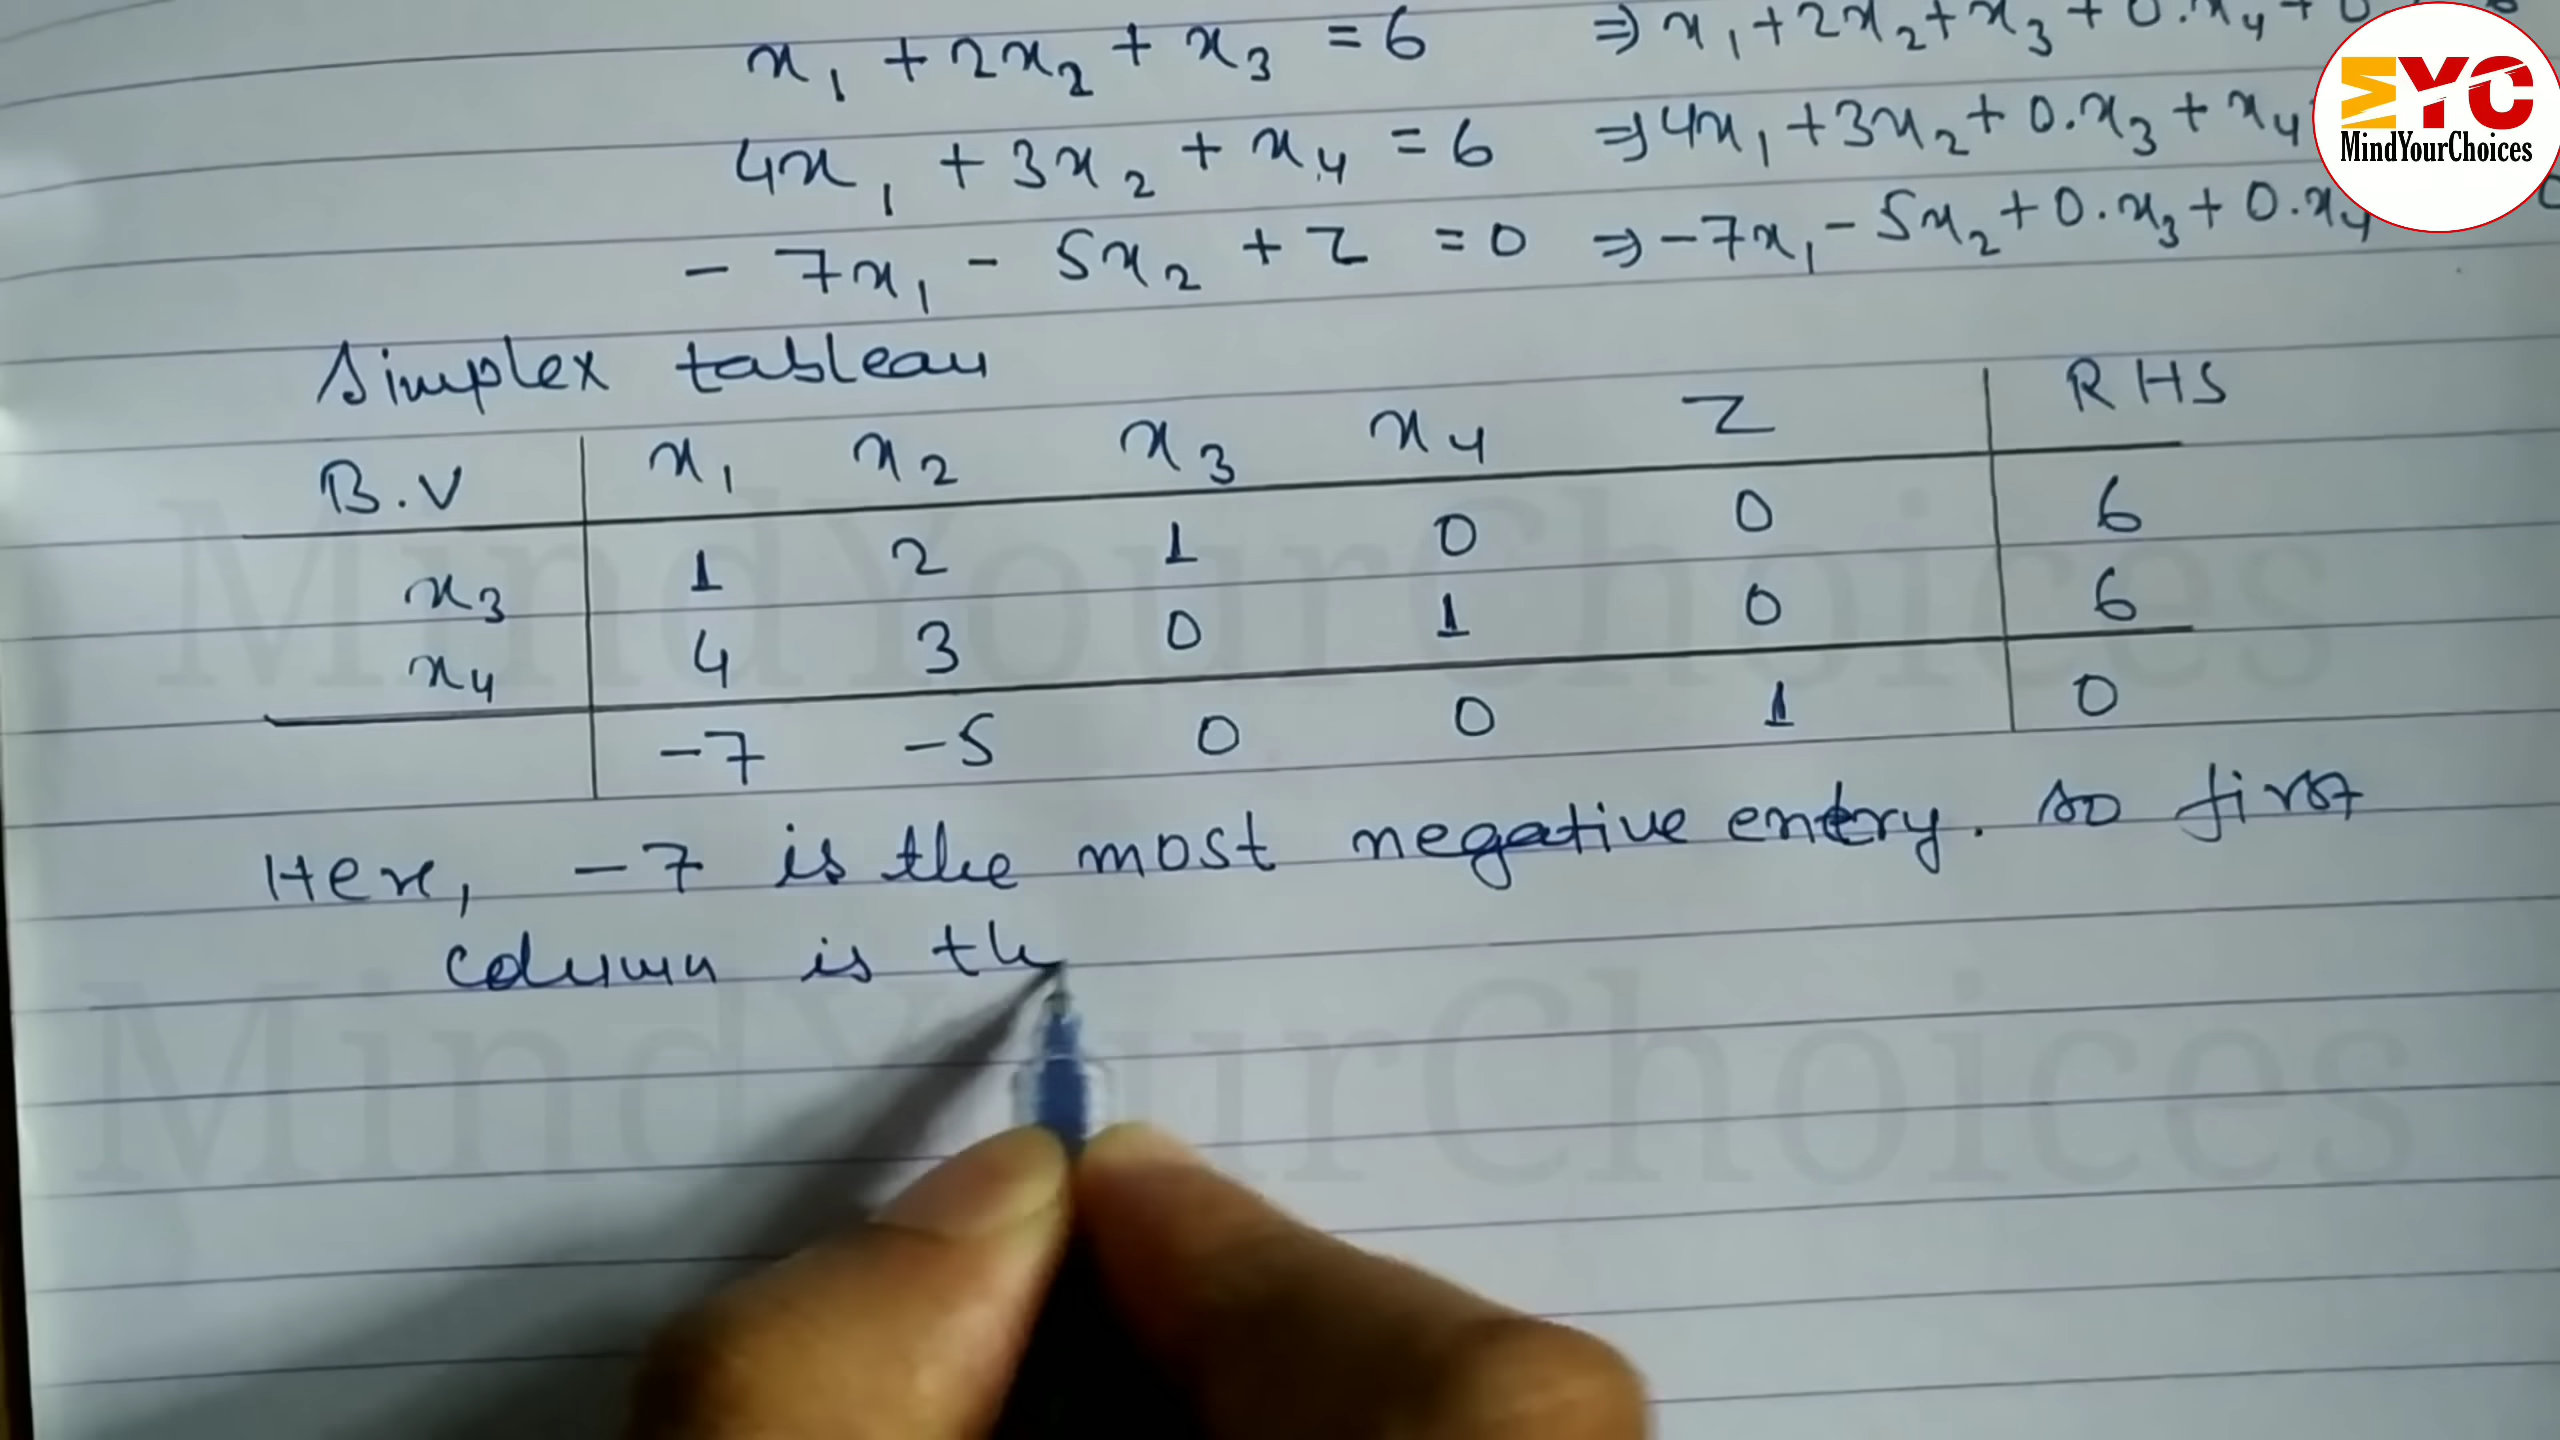 x₁ + 2x₂ + x₃ = 6 ⇒ x₁ + 2x₂ + x₃ + 0.x₄ + 0
4x₁ + 3x₂ + x₄ = 6 ⇒ 4x₁ + 3x₂ + 0.x₃ + x₄
- 7x₁ - 5x₂ + Z = 0 ⇒ -7x₁ - 5x₂ + 0.x₃ + 0.x₄
MYC
MindYourChoices
Simplex tableau
B.V x₁ x₂ x₃ x₄ Z RHS
x₃ 1 2 1 0 0 6
x₄ 4 3 0 1 0 6
-7 -5 0 0 1 0
Here, -7 is the most negative entry. so first
column is th
MindYourChoices
MindYourChoices